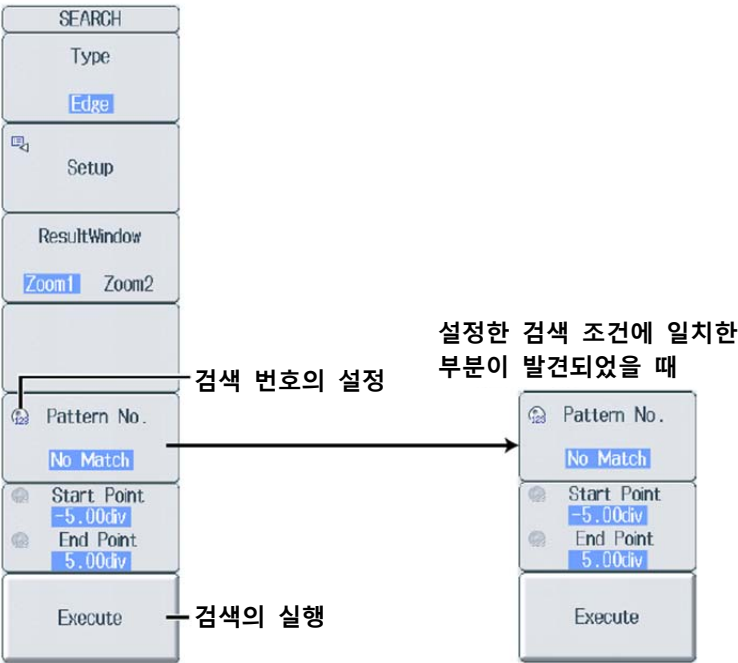 SEARCH
Type
Edge
Setup
ResultWindow
Zoom1 Zoom2
검색 번호의 설정
Pattern No.
No Match
Start Point
-5.00div
End Point
5.00div
Execute
검색의 실행
설정한 검색 조건에 일치한
부분이 발견되었을 때
Pattern No.
No Match
Start Point
-5.00div
End Point
5.00div
Execute